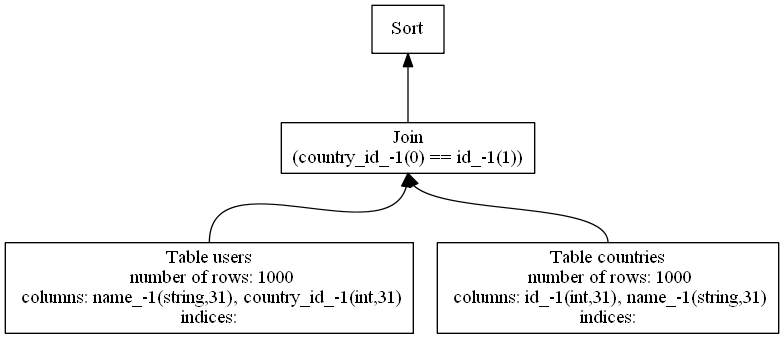 Sort
Join
(country_id_-1(0) == id_-1(1))
Table users
number of rows: 1000
columns: name_-1(string,31), country_id_-1(int,31)
indices:
Table countries
number of rows: 1000
columns: id_-1(int,31), name_-1(string,31)
indices: